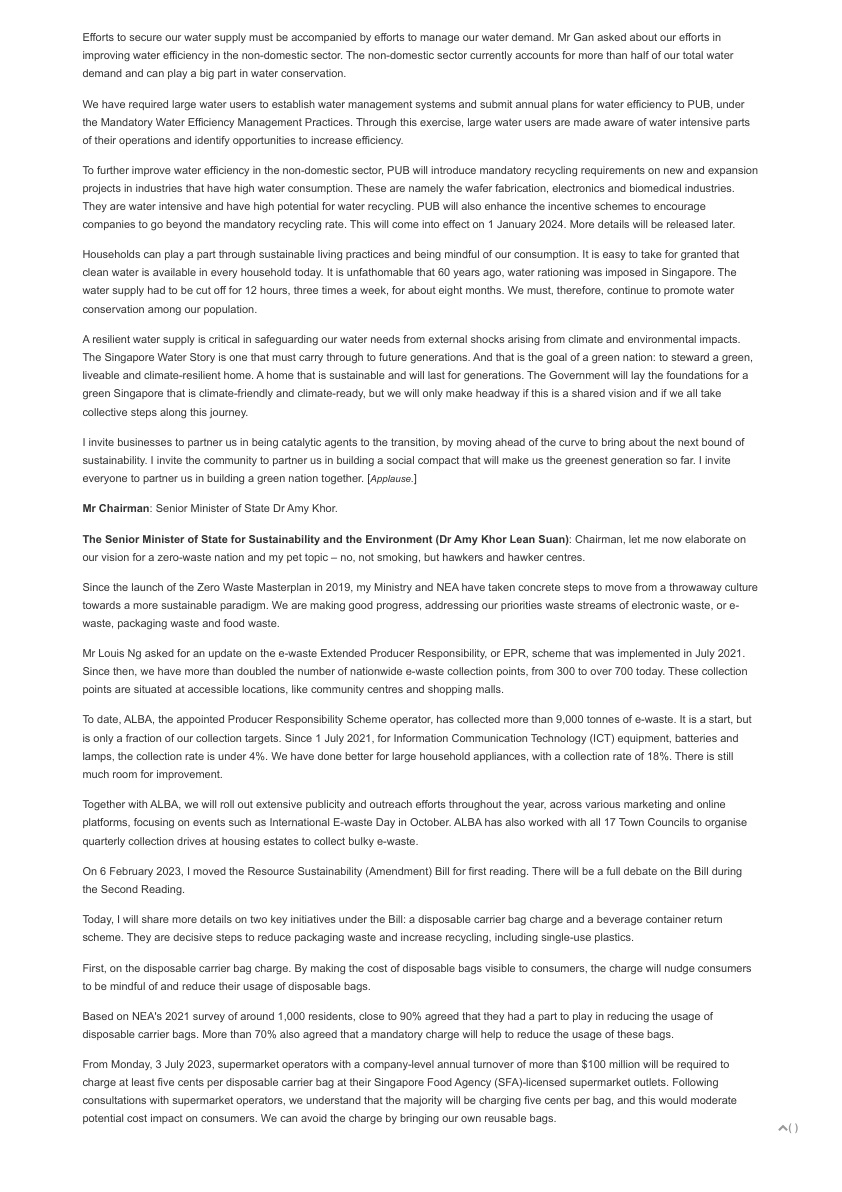 Efforts to secure our water supply must be accompanied by efforts to manage our water demand. Mr Gan asked about our efforts in
improving water efficiency in the non-domestic sector. The non-domestic sector currently accounts for more than half of our total water
demand and can play a big part in water conservation.
We have required large water users to establish water management systems and submit annual plans for water efficiency to PUB, under
the Mandatory Water Efficiency Management Practices. Through this exercise, large water users are made aware of water intensive parts
of their operations and identify opportunities to increase efficiency.
To further improve water efficiency in the non-domestic sector, PUB will introduce mandatory recycling requirements on new and expansion
projects in industries that have high water consumption. These are namely the wafer fabrication, electronics and biomedical industries.
They are water intensive and have high potential for water recycling. PUB will also enhance the incentive schemes to encourage
companies to go beyond the mandatory recycling rate. This will come into effect on 1 January 2024. More details will be released later.
Households can play a part through sustainable living practices and being mindful of our consumption. It is easy to take for granted that
clean water is available in every household today. It is unfathomable that 60 years ago, water rationing was imposed in Singapore. The
water supply had to be cut off for 12 hours, three times a week, for about eight months. We must, therefore, continue to promote water
conservation among our population.
A resilient water supply is critical in safeguarding our water needs from external shocks arising from climate and environmental impacts.
The Singapore Water Story is one that must carry through to future generations. And that is the goal of a green nation: to steward a green,
liveable and climate-resilient home. A home that is sustainable and will last for generations. The Government will lay the foundations for a
green Singapore that is climate-friendly and climate-ready, but we will only make headway if this is a shared vision and if we all take
collective steps along this journey.
I invite businesses to partner us in being catalytic agents to the transition, by moving ahead of the curve to bring about the next bound of
sustainability. I invite the community to partner us in building a social compact that will make us the greenest generation so far. I invite
everyone to partner us in building a green nation together. [Applause.]
Mr Chairman: Senior Minister of State Dr Amy Khor.
The Senior Minister of State for Sustainability and the Environment (Dr Amy Khor Lean Suan): Chairman, let me now elaborate on
our vision for a zero-waste nation and my pet topic – no, not smoking, but hawkers and hawker centres.
Since the launch of the Zero Waste Masterplan in 2019, my Ministry and NEA have taken concrete steps to move from a throwaway culture
towards a more sustainable paradigm. We are making good progress, addressing our priorities waste streams of electronic waste, or e-
waste, packaging waste and food waste.
Mr Louis Ng asked for an update on the e-waste Extended Producer Responsibility, or EPR, scheme that was implemented in July 2021.
Since then, we have more than doubled the number of nationwide e-waste collection points, from 300 to over 700 today. These collection
points are situated at accessible locations, like community centres and shopping malls.
To date, ALBA, the appointed Producer Responsibility Scheme operator, has collected more than 9,000 tonnes of e-waste. It is a start, but
is only a fraction of our collection targets. Since 1 July 2021, for Information Communication Technology (ICT) equipment, batteries and
lamps, the collection rate is under 4%. We have done better for large household appliances, with a collection rate of 18%. There is still
much room for improvement.
Together with ALBA, we will roll out extensive publicity and outreach efforts throughout the year, across various marketing and online
platforms, focusing on events such as International E-waste Day in October. ALBA has also worked with all 17 Town Councils to organise
quarterly collection drives at housing estates to collect bulky e-waste.
On 6 February 2023, I moved the Resource Sustainability (Amendment) Bill for first reading. There will be a full debate on the Bill during
the Second Reading.
Today, I will share more details on two key initiatives under the Bill: a disposable carrier bag charge and a beverage container return
scheme. They are decisive steps to reduce packaging waste and increase recycling, including single-use plastics.
First, on the disposable carrier bag charge. By making the cost of disposable bags visible to consumers, the charge will nudge consumers
to be mindful of and reduce their usage of disposable bags.
Based on NEA's 2021 survey of around 1,000 residents, close to 90% agreed that they had a part to play in reducing the usage of
disposable carrier bags. More than 70% also agreed that a mandatory charge will help to reduce the usage of these bags.
From Monday, 3 July 2023, supermarket operators with a company-level annual turnover of more than $100 million will be required to
charge at least five cents per disposable carrier bag at their Singapore Food Agency (SFA)-licensed supermarket outlets. Following
consultations with supermarket operators, we understand that the majority will be charging five cents per bag, and this would moderate
potential cost impact on consumers. We can avoid the charge by bringing our own reusable bags.
( )